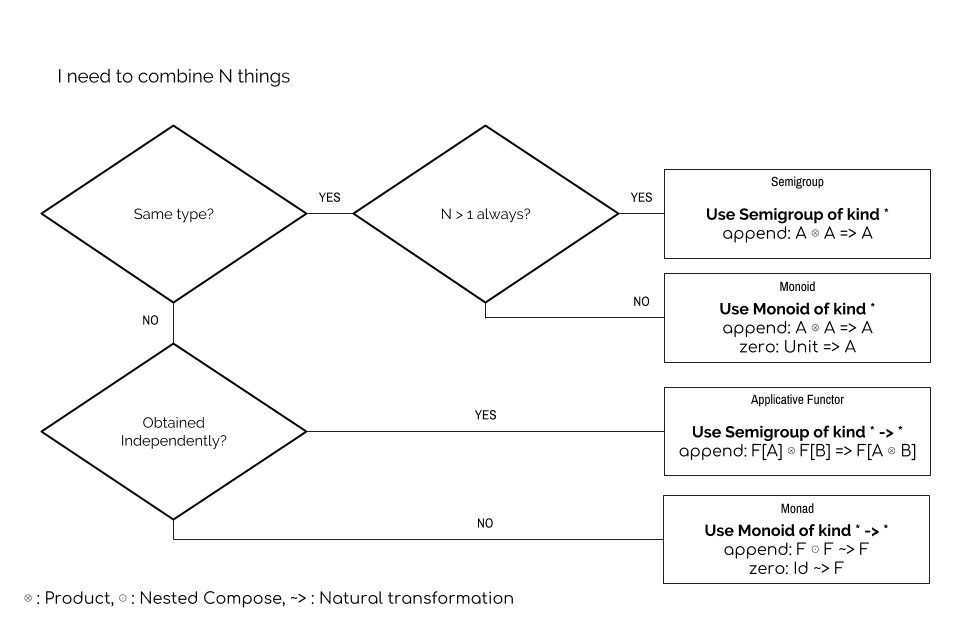 I need to combine N things
Same type?
YES
N > 1 always?
YES
Semigroup
Use Semigroup of kind *
append: A ⊗ A => A
NO
Monoid
Use Monoid of kind *
append: A ⊗ A => A
zero: Unit => A
NO
Obtained
Independently?
YES
Applicative Functor
Use Semigroup of kind * -> *
append: F[A] ⊗ F[B] => F[A ⊗ B]
NO
Monad
Use Monoid of kind * -> *
append: F ⊙ F ~> F
zero: Id ~> F
⊗ : Product, ⊙ : Nested Compose, ~> : Natural transformation